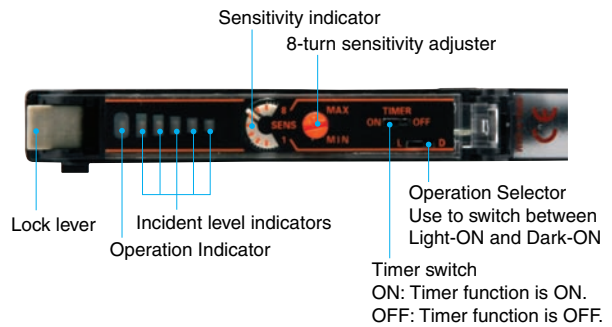 Sensitivity indicator
8-turn sensitivity adjuster
8
SENS
1
MAX
MIN
TIMER
ON OFF
L D
CE
Lock lever
Incident level indicators
Operation Indicator
Operation Selector
Use to switch between
Light-ON and Dark-ON
Timer switch
ON: Timer function is ON.
OFF: Timer function is OFF.